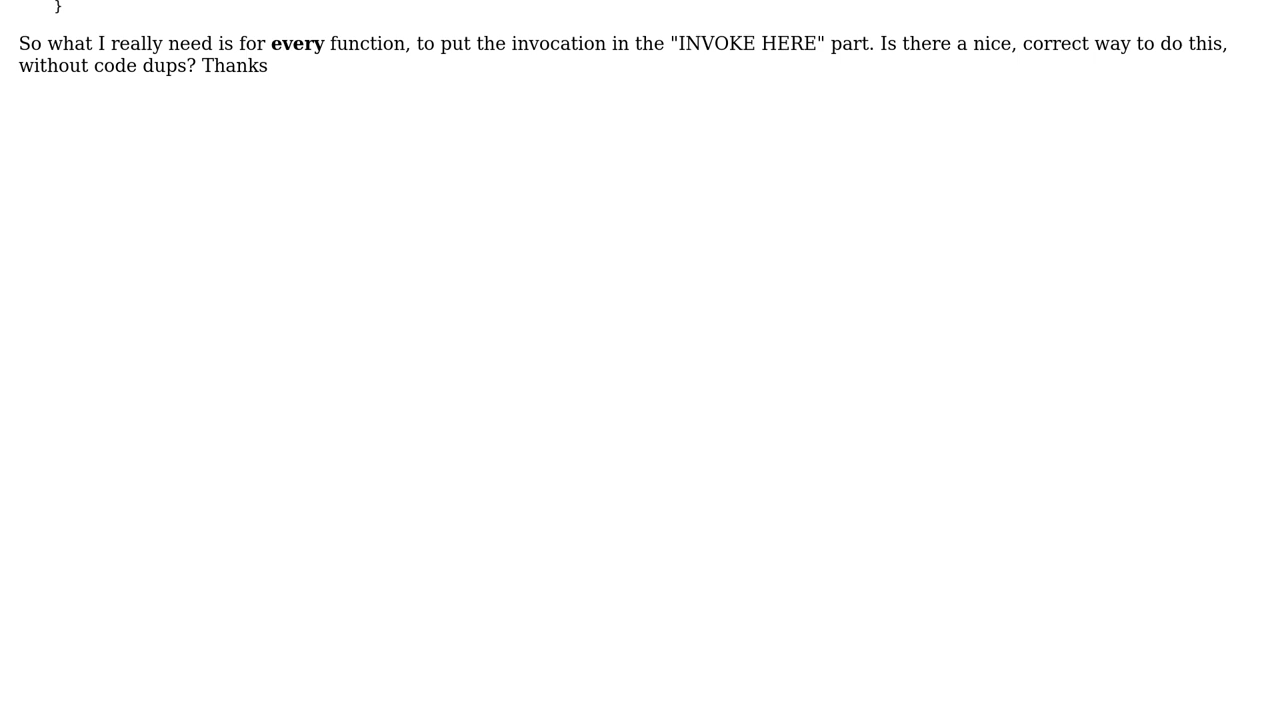 }
So what I really need is for every function, to put the invocation in the "INVOKE HERE" part. Is there a nice, correct way to do this,
without code dups? Thanks